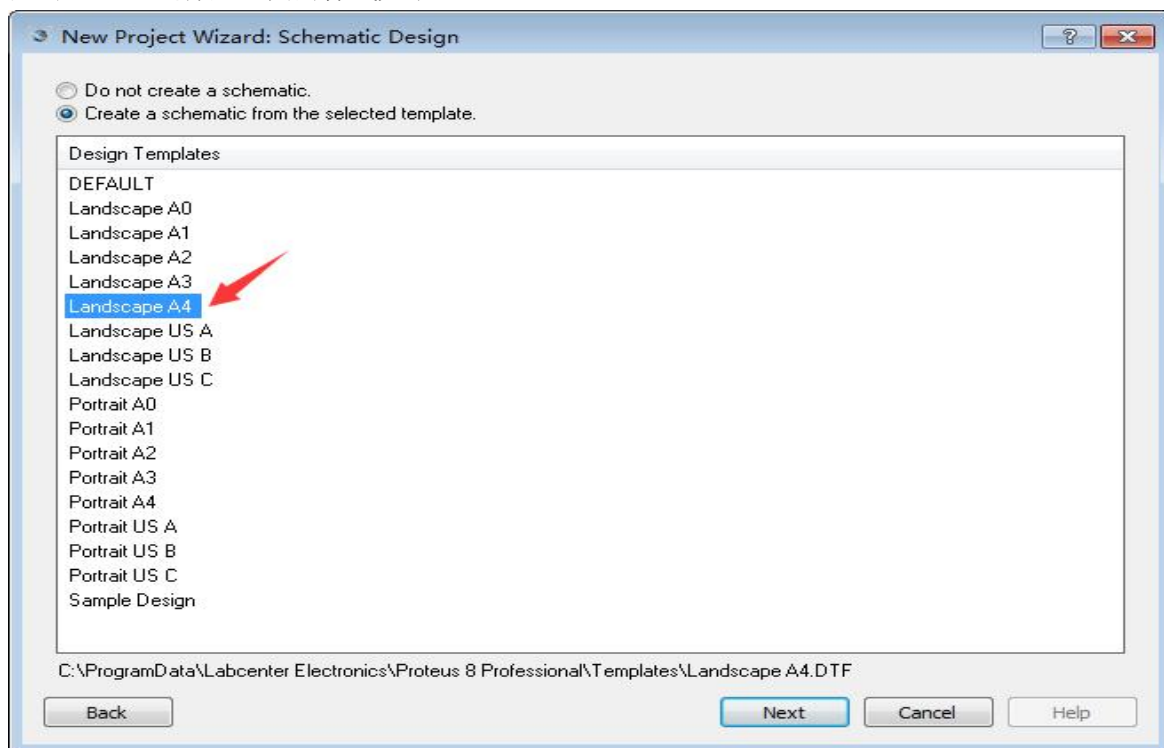 New Project Wizard: Schematic Design
Do not create a schematic.
Create a schematic from the selected template.
Design Templates
DEFAULT
Landscape A0
Landscape A1
Landscape A2
Landscape A3
Landscape A4
Landscape US A
Landscape US B
Landscape US C
Portrait A0
Portrait A1
Portrait A2
Portrait A3
Portrait A4
Portrait US A
Portrait US B
Portrait US C
Sample Design
C:\ProgramData\Labcenter Electronics\Proteus 8 Professional\Templates\Landscape A4.DTF
Back Next Cancel Help